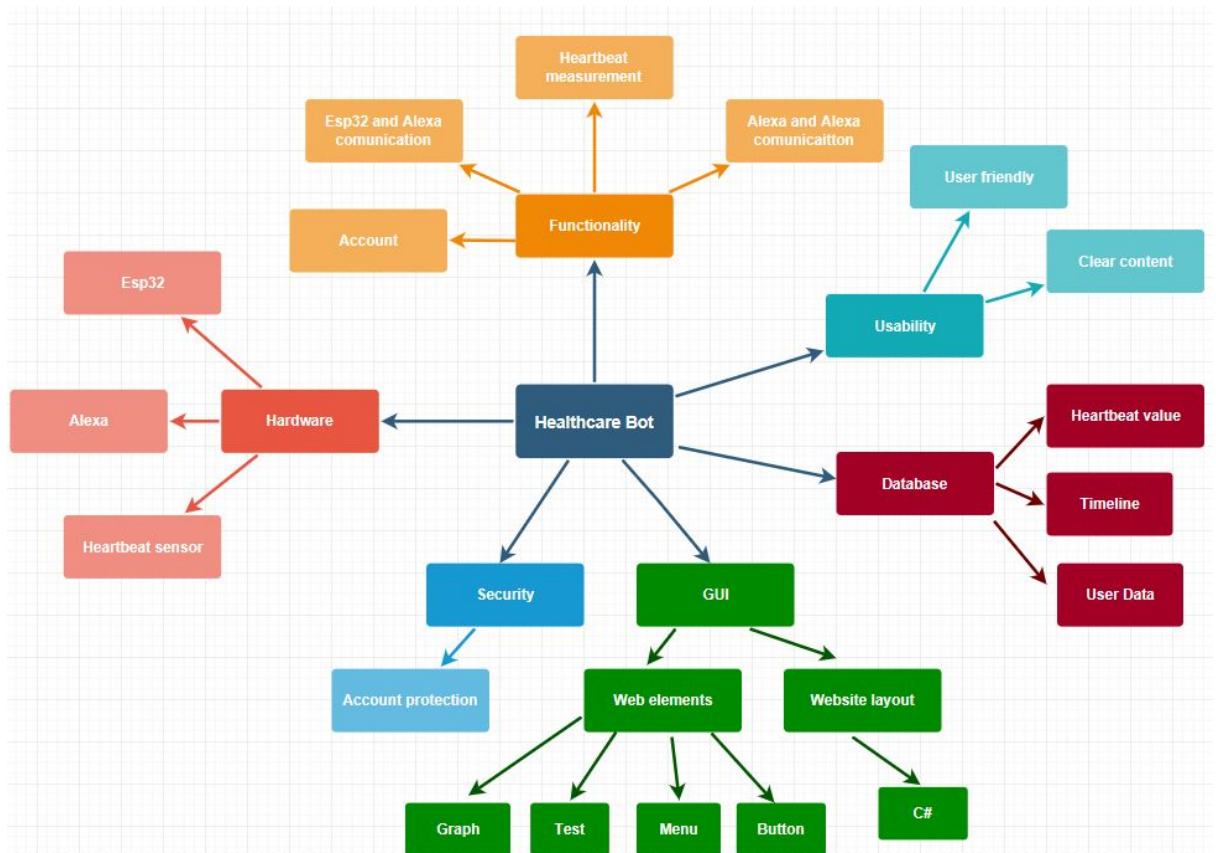 Heartbeat
measurement
Esp32 and Alexa
comunication
Alexa and Alexa
comunicaitton
User friendly
Functionality
Account
Clear content
Esp32
Usability
Alexa
Hardware
Healthcare Bot
Heartbeat value
Database
Timeline
Heartbeat sensor
Security
GUI
User Data
Account protection
Web elements
Website layout
Graph
Test
Menu
Button
C#